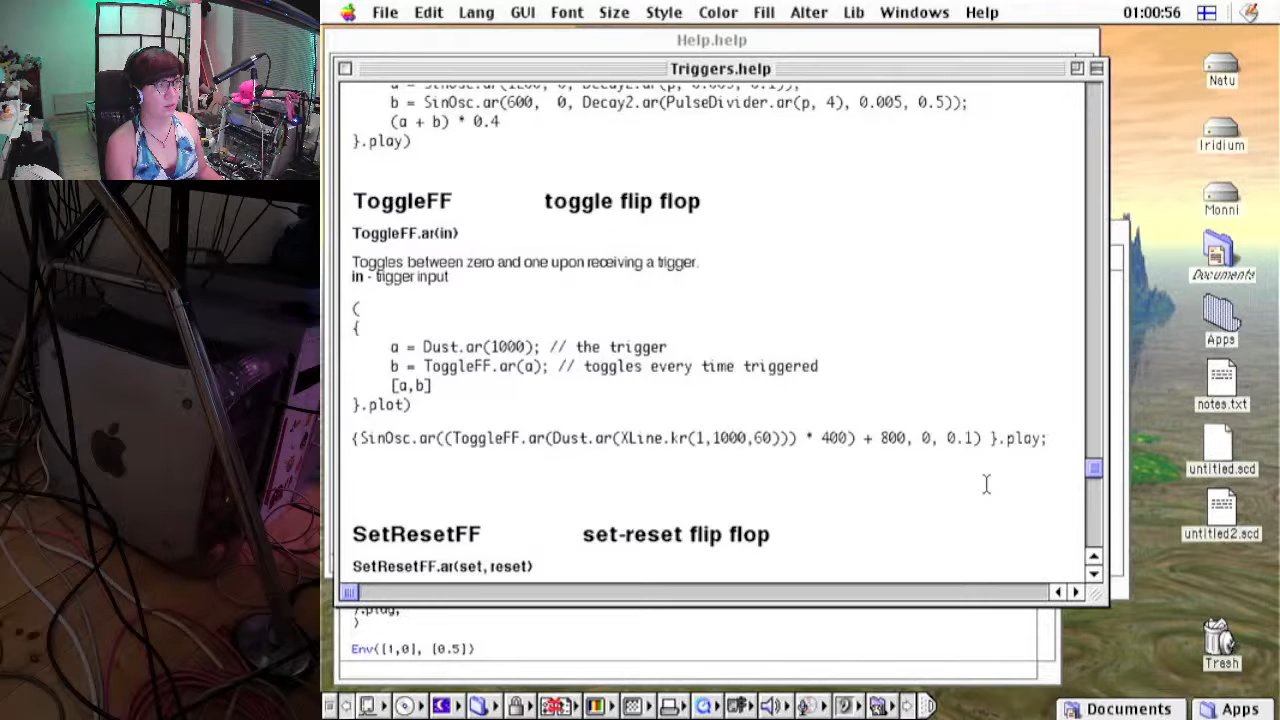 File Edit Lang GUI Font Size Style Color Fill Alter Lib Windows Help 01:00:56
Help.help
Triggers.help
b = SinOsc.ar(600, 0, Decay2.ar(PulseDivider.ar(p, 4), 0.005, 0.5));
(a + b) * 0.4
}.play)
ToggleFF toggle flip flop
ToggleFF.ar(in)
Toggles between zero and one upon receiving a trigger.
in - trigger input
(
{
a = Dust.ar(1000); // the trigger
b = ToggleFF.ar(a); // toggles every time triggered
[a,b]
}.plot)
{SinOsc.ar((ToggleFF.ar(Dust.ar(XLine.kr(1,1000,60))) * 400) + 800, 0, 0.1) }.play;
SetResetFF set-reset flip flop
SetResetFF.ar(set, reset)
}.play;
)
Env([1,0], [0.5])
Natu
Iridium
Monni
Documents
Apps
notes.txt
untitled.scd
untitled2.scd
Trash
Documents
Apps